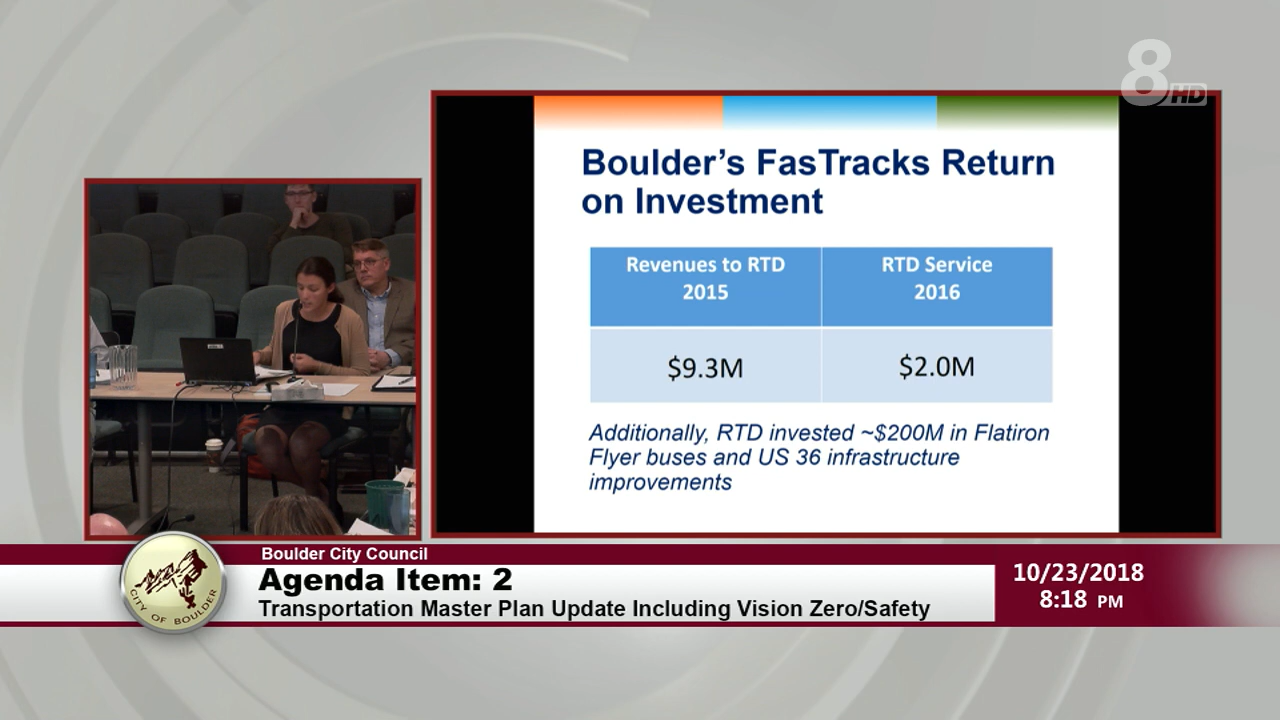 8
HD
Boulder's FasTracks Return
on Investment
Revenues to RTD
2015
RTD Service
2016
$9.3M
$2.0M
Additionally, RTD invested ~$200M in Flatiron
Flyer buses and US 36 infrastructure
improvements
Boulder City Council
Agenda Item: 2
Transportation Master Plan Update Including Vision Zero/Safety
10/23/2018
8:18 PM
CITY OF BOULDER